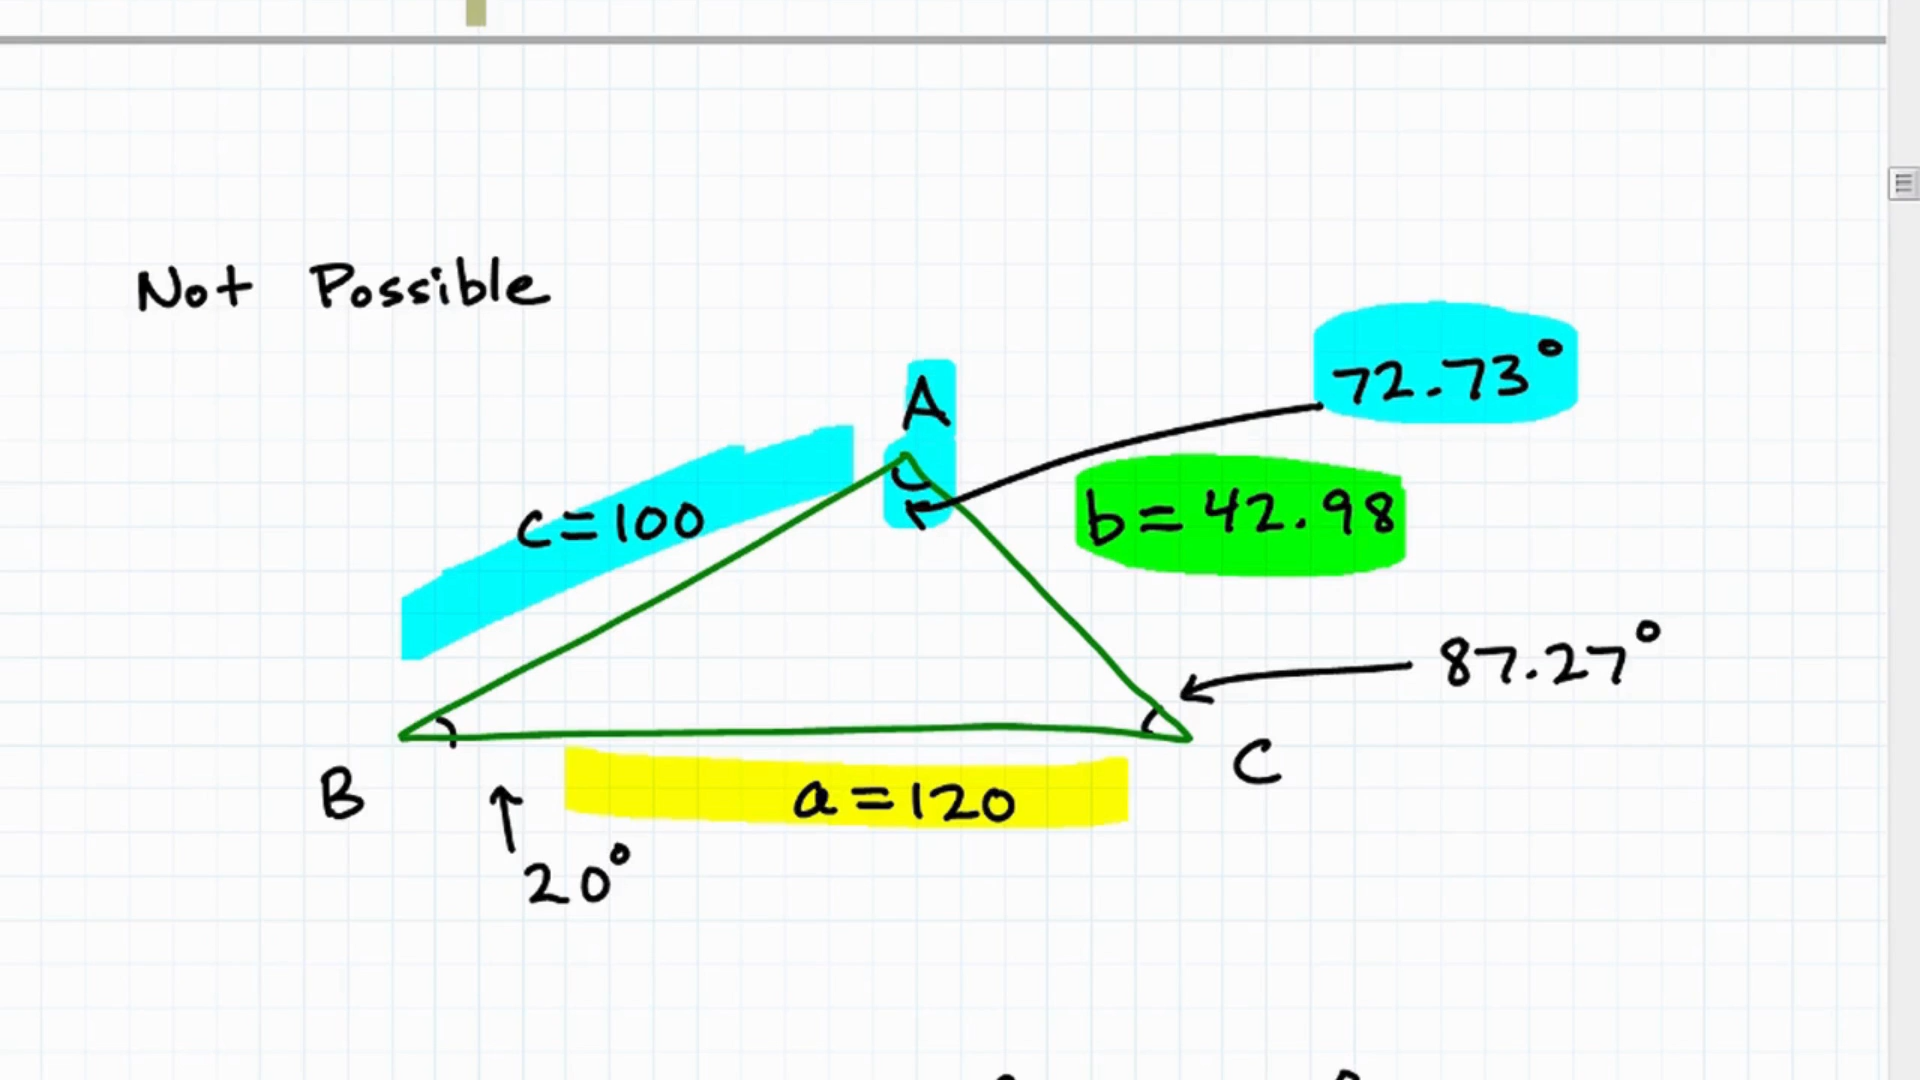 Not Possible
72.73°
A
c=100
b=42.98
87.27°
B
a=120
C
20°